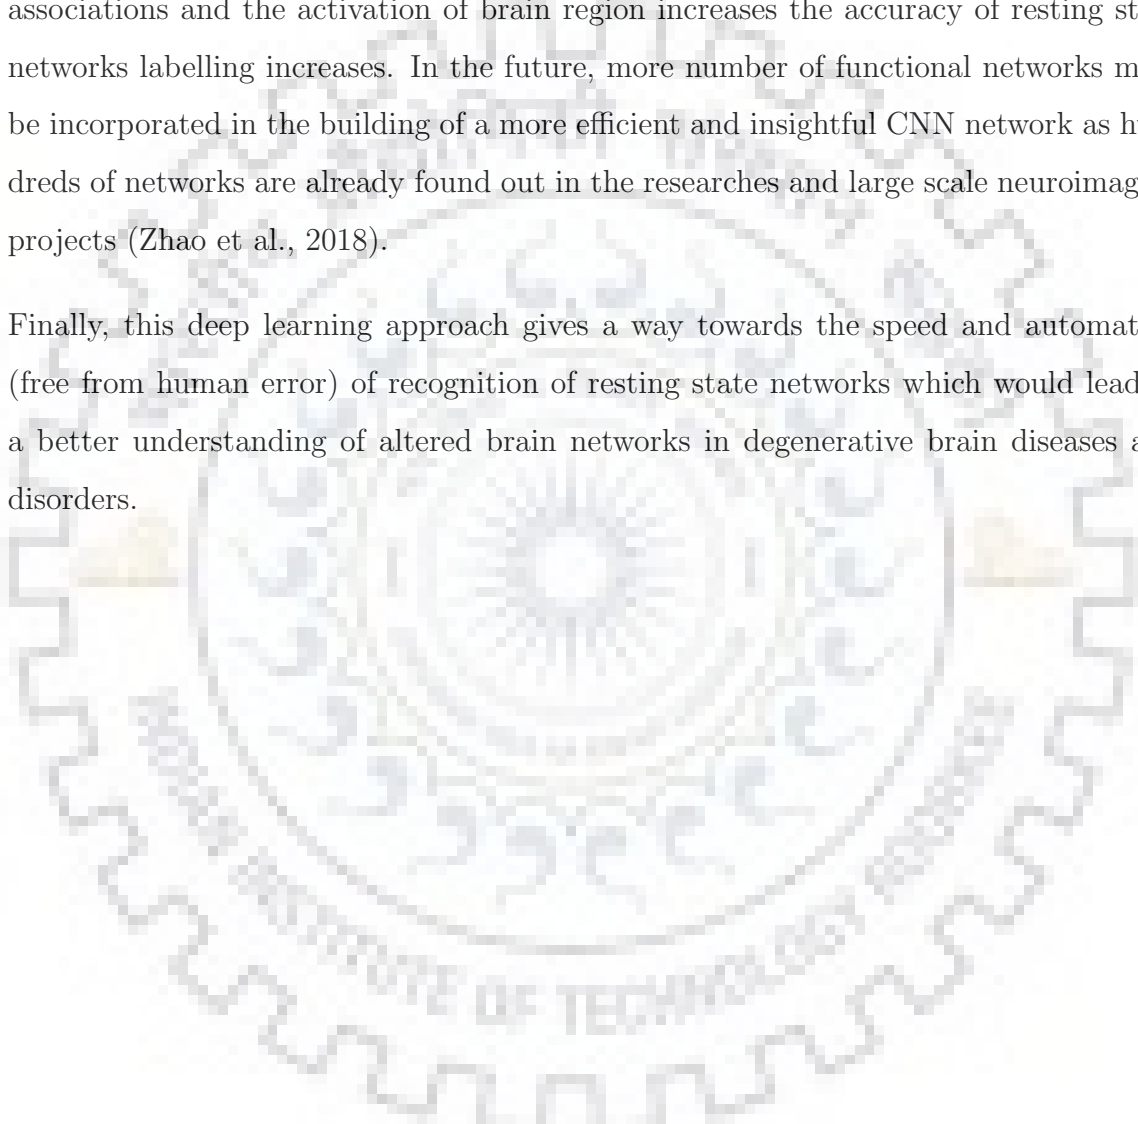 associations and the activation of brain region increases the accuracy of resting st
networks labelling increases. In the future, more number of functional networks m
be incorporated in the building of a more efficient and insightful CNN network as h
dreds of networks are already found out in the researches and large scale neuroimag
projects (Zhao et al., 2018).
Finally, this deep learning approach gives a way towards the speed and automat
(free from human error) of recognition of resting state networks which would lead
a better understanding of altered brain networks in degenerative brain diseases a
disorders.
INSTITUTE OF TECHNOLOGY